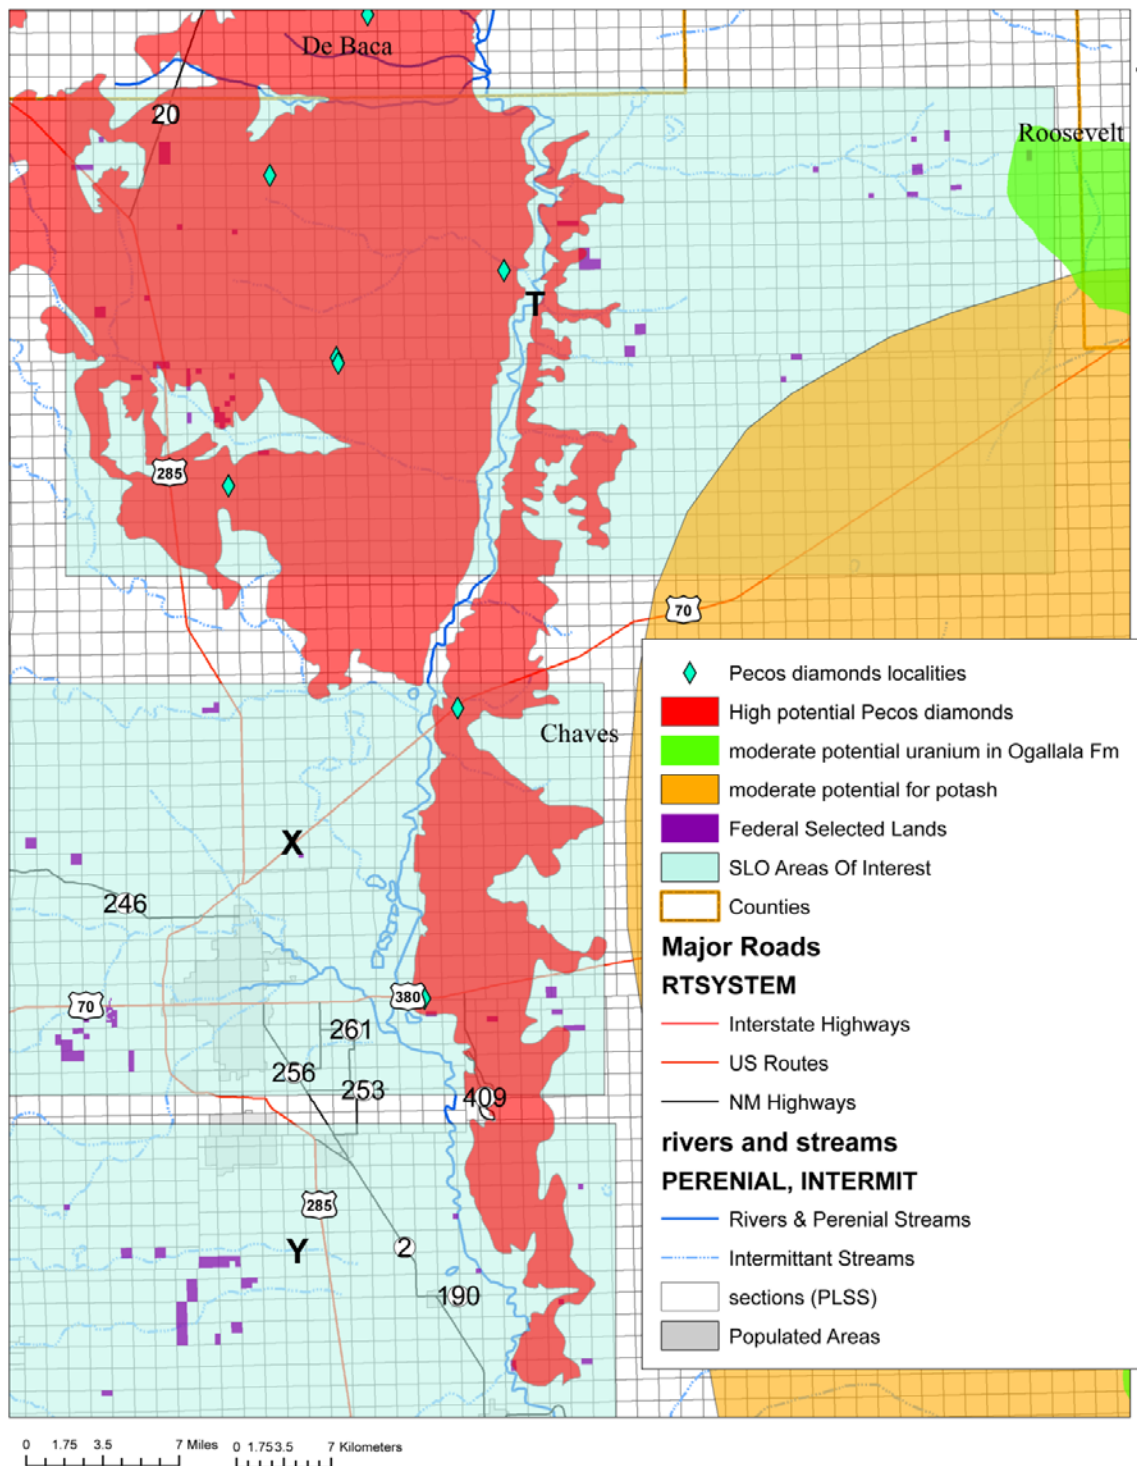 De Baca
20
Roosevelt
T
285
70
Chaves
X
246
70
380
261
256
253
409
285
Y
2
190
Pecos diamonds localities
High potential Pecos diamonds
moderate potential uranium in Ogallala Fm
moderate potential for potash
Federal Selected Lands
SLO Areas Of Interest
Counties
Major Roads
RTSYSTEM
Interstate Highways
US Routes
NM Highways
rivers and streams
PERENIAL, INTERMIT
Rivers & Perenial Streams
Intermittant Streams
sections (PLSS)
Populated Areas
0 1.75 3.5 7 Miles
0 1.75 3.5 7 Kilometers